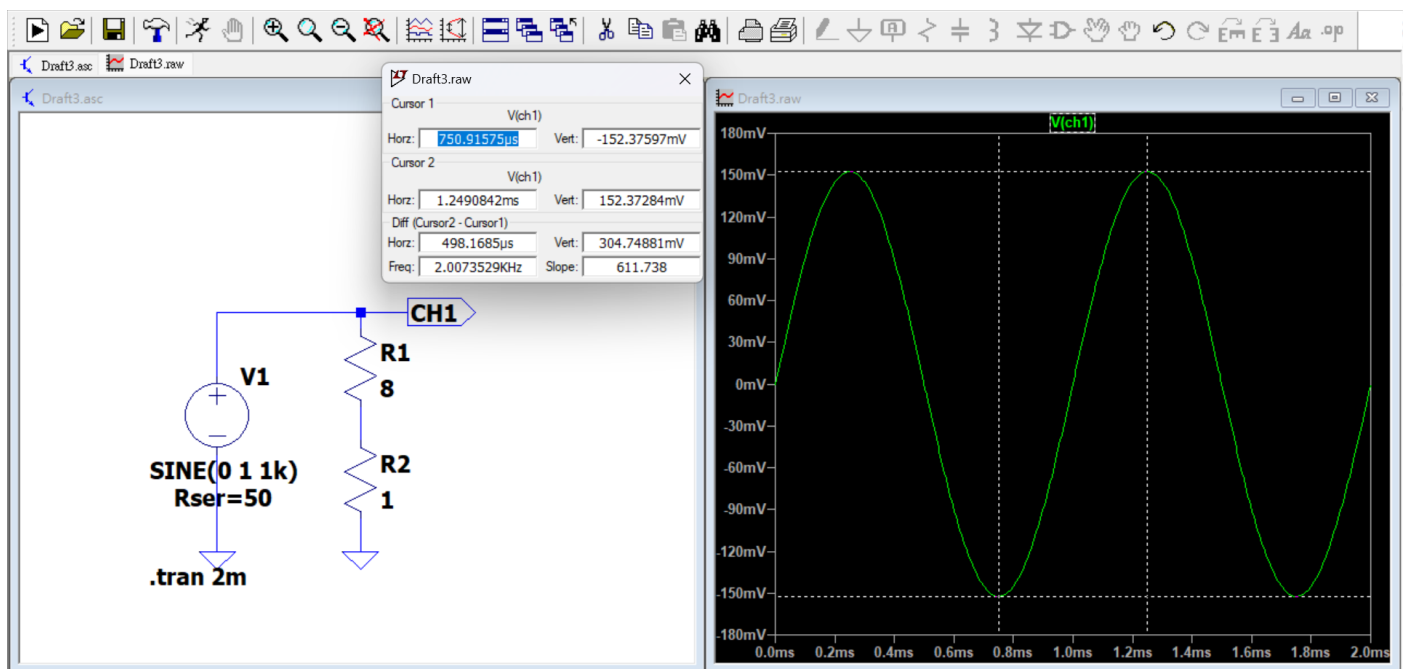 A
Aa .op
Draft3.asc Draft3.raw
Draft3.asc
Draft3.raw
Cursor 1
V(ch1)
Horz: 750.91575µs Vert: -152.37597mV
Cursor 2
V(ch1)
Horz: 1.2490842ms Vert: 152.37284mV
Diff (Cursor2 - Cursor1)
Horz: 498.1685µs Vert: 304.74881mV
Freq: 2.0073529KHz Slope: 611.738
CH1
R1
8
V1
R2
1
SINE(0 1 1k)
Rser=50
.tran 2m
Draft3.raw
V(ch1)
180mV
150mV
120mV
90mV
60mV
30mV
0mV
-30mV
-60mV
-90mV
-120mV
-150mV
-180mV
0.0ms 0.2ms 0.4ms 0.6ms 0.8ms 1.0ms 1.2ms 1.4ms 1.6ms 1.8ms 2.0ms